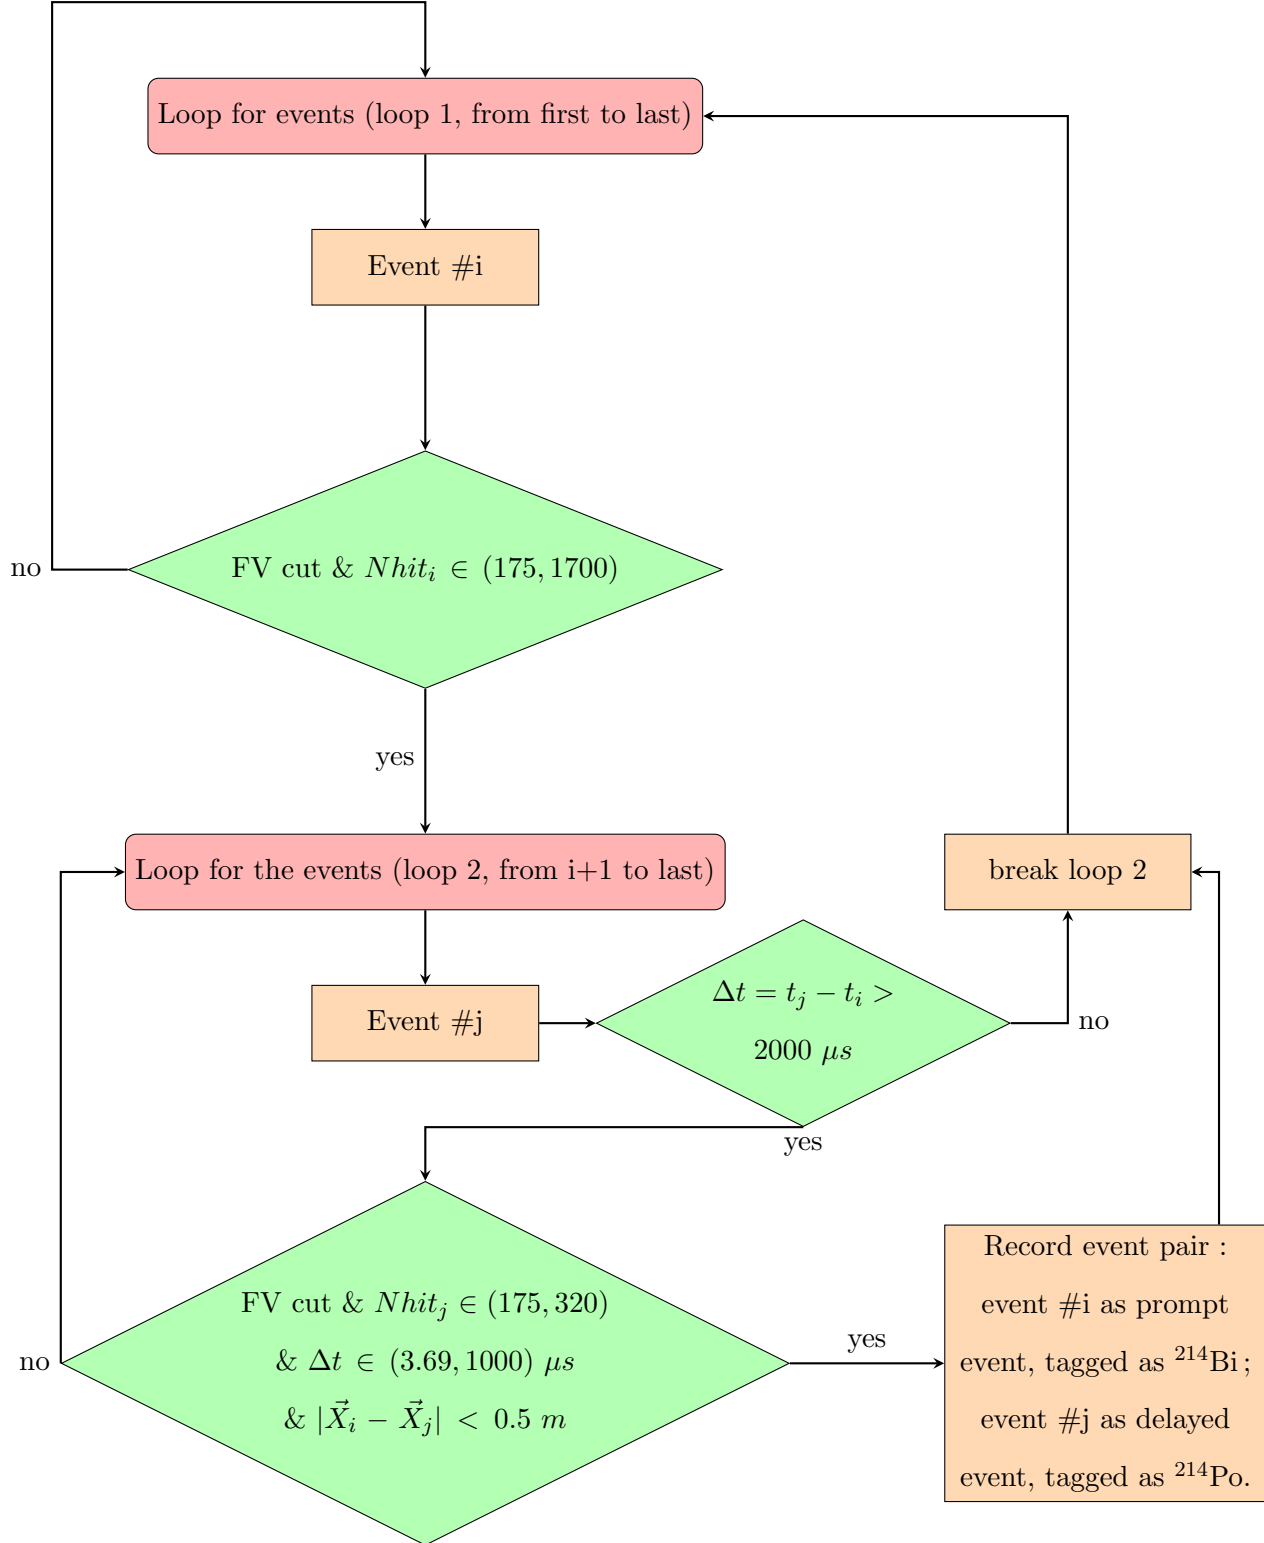 Loop for events (loop 1, from first to last)
Event #i
FV cut & Nhit_i ∈ (175, 1700)
no
yes
Loop for the events (loop 2, from i+1 to last)
break loop 2
Event #j
Δt = t_j − t_i >
2000 μs
no
yes
FV cut & Nhit_j ∈ (175, 320)
& Δt ∈ (3.69, 1000) μs
& |X⃗_i − X⃗_j| < 0.5 m
no
yes
Record event pair :
event #i as prompt
event, tagged as ²¹⁴Bi;
event #j as delayed
event, tagged as ²¹⁴Po.